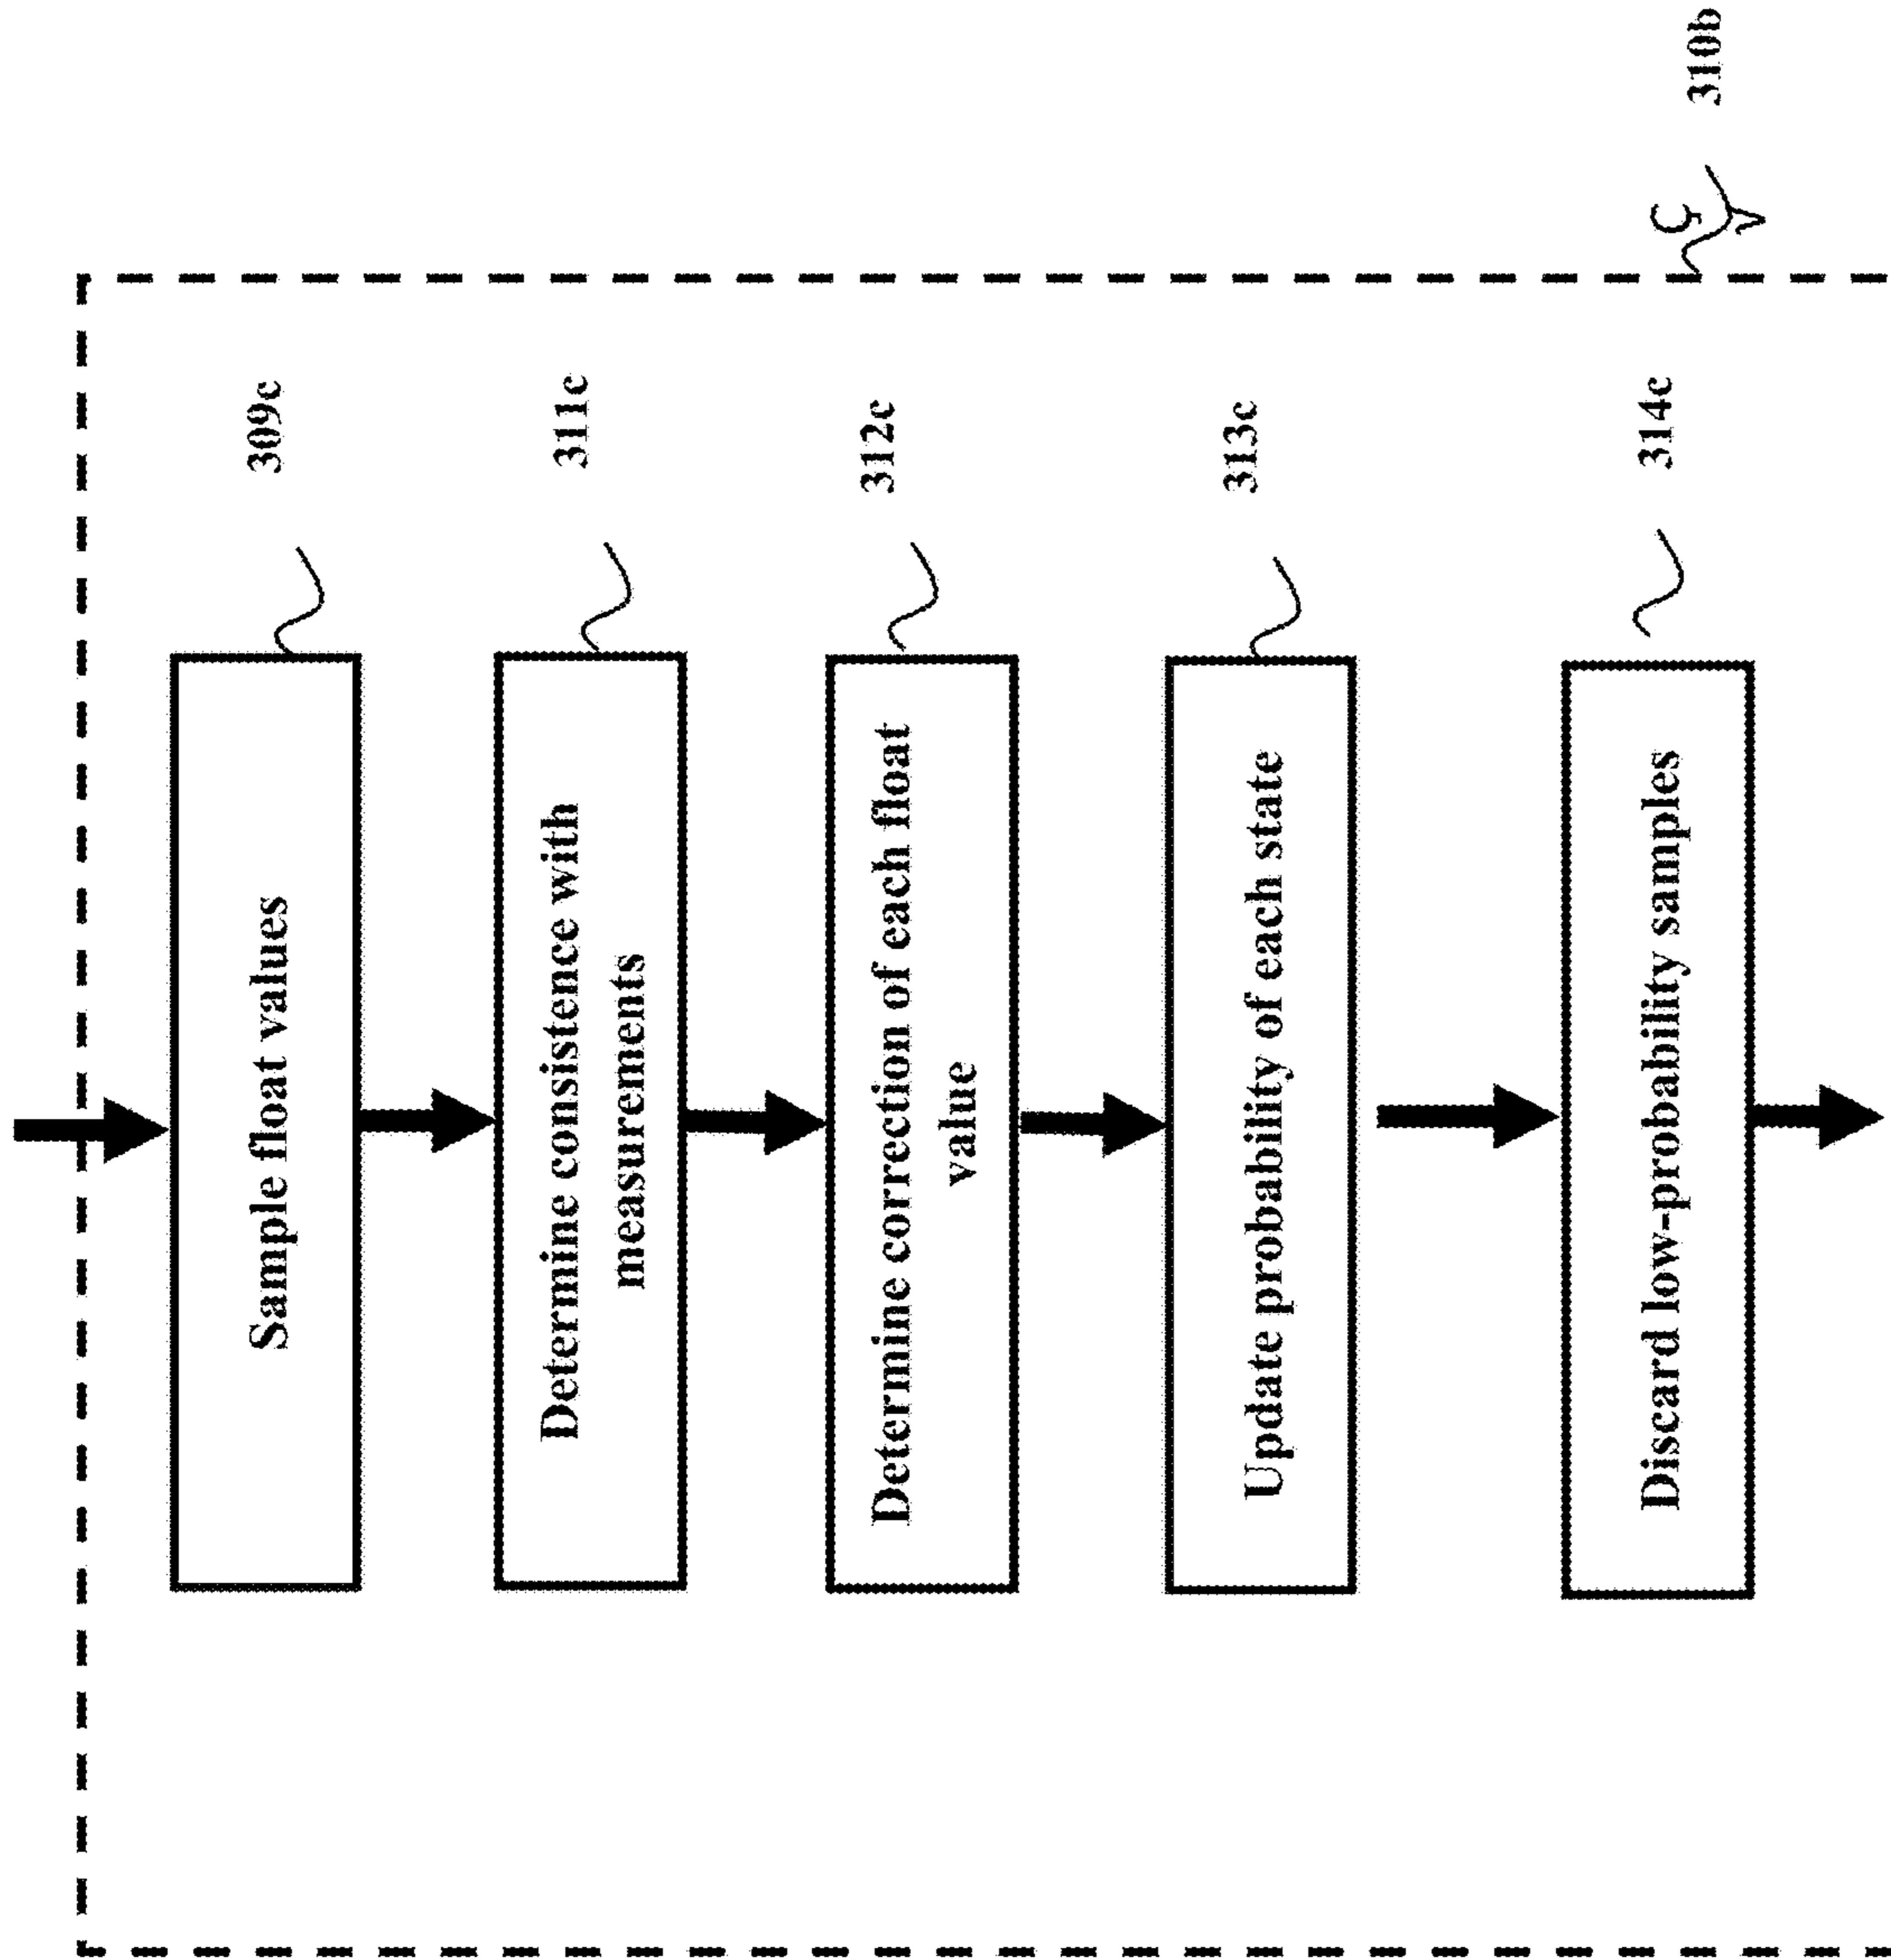 Sample float values
309c
Determine consistence with
measurements
311c
Determine correction of each float
value
312c
Update probability of each state
313c
Discard low-probability samples
314c
310b